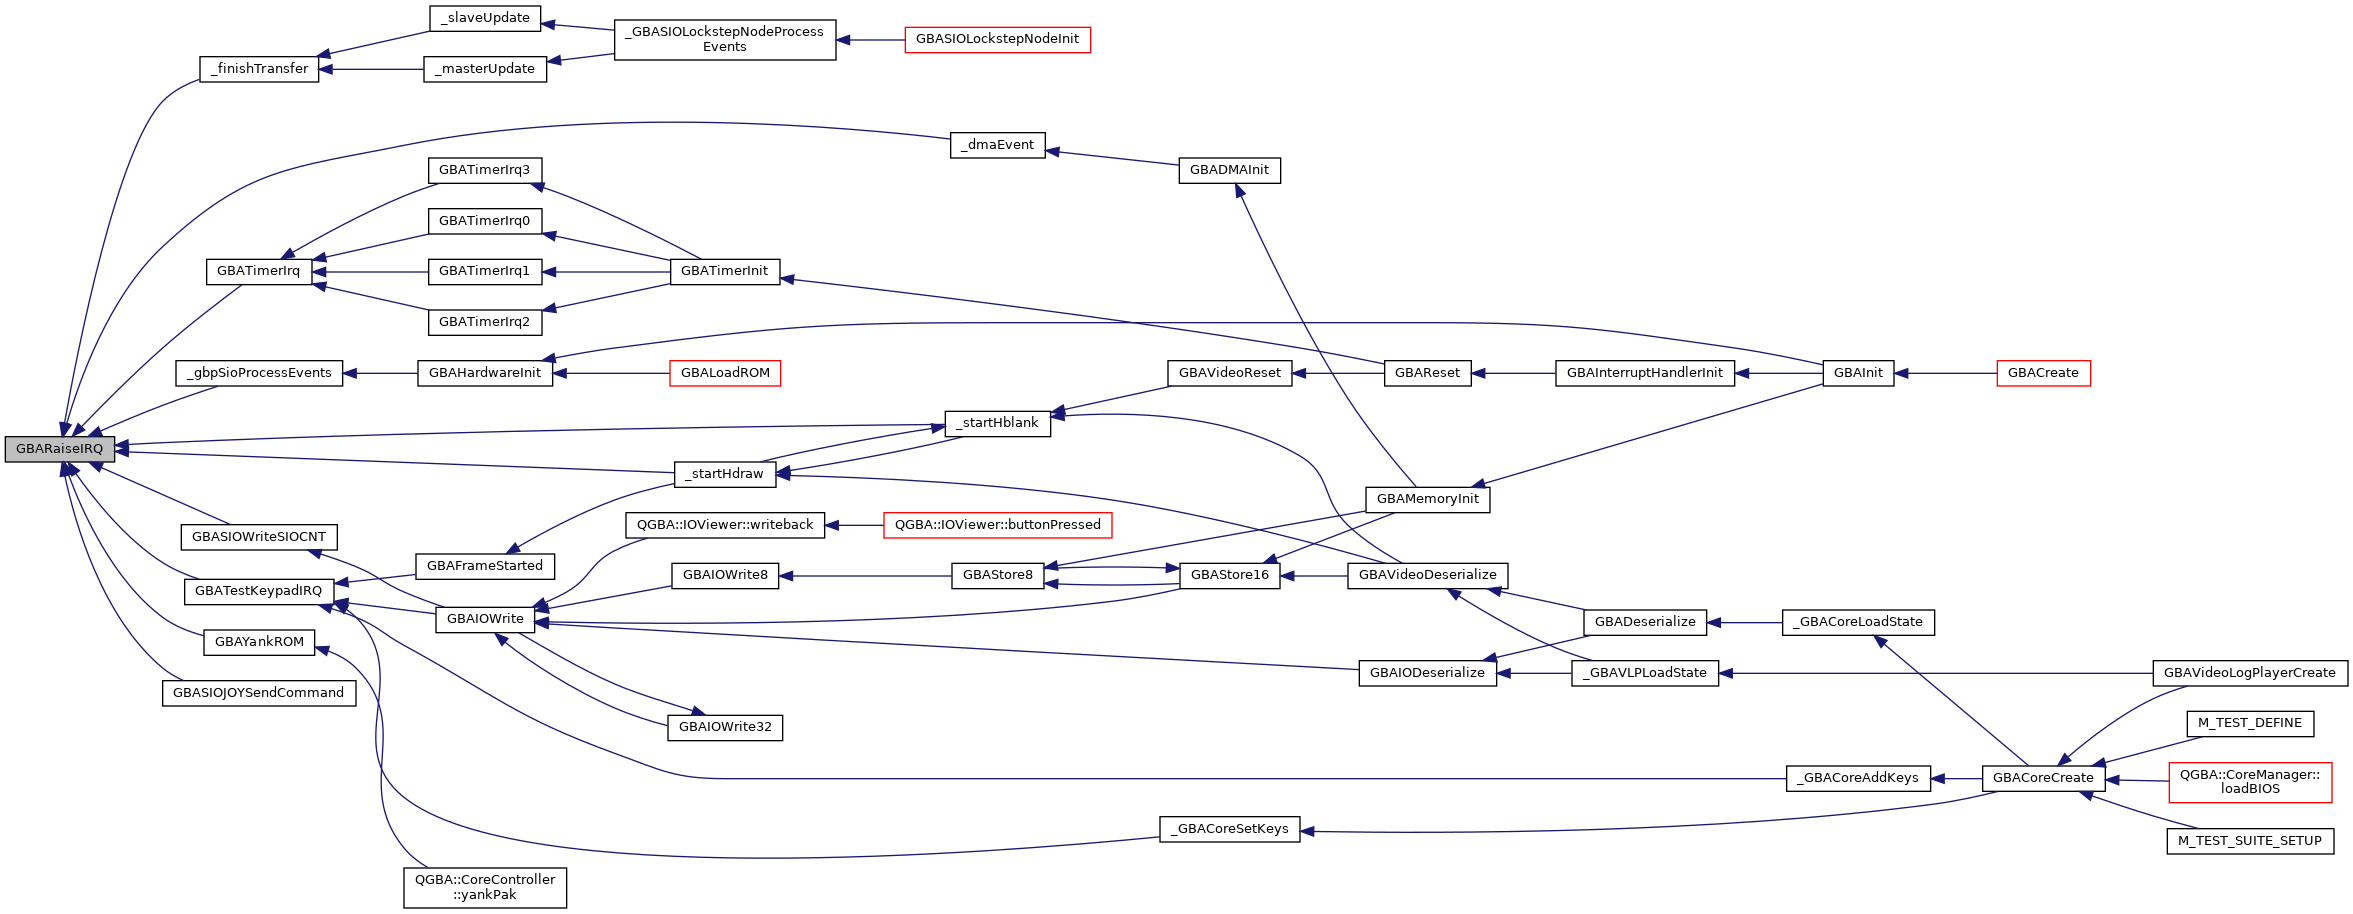 _slaveUpdate
_GBASIOLockstepNodeProcess
Events
GBASIOLockstepNodeInit
_finishTransfer
_masterUpdate
_dmaEvent
GBADMAInit
GBATimerIrq3
GBATimerIrq0
GBATimerIrq
GBATimerIrq1
GBATimerInit
GBATimerIrq2
_gbpSioProcessEvents
GBAHardwareInit
GBALoadROM
GBAVideoReset
GBAReset
GBAInterruptHandlerInit
GBAInit
GBACreate
_startHblank
GBARaiseIRQ
_startHdraw
GBAMemoryInit
GBASIOWriteSIOCNT
QGBA::IOViewer::writeback
QGBA::IOViewer::buttonPressed
GBAFrameStarted
GBAIOWrite8
GBAStore8
GBAStore16
GBAVideoDeserialize
GBATestKeypadIRQ
GBAIOWrite
GBADeserialize
_GBACoreLoadState
GBAYankROM
GBAIODeserialize
_GBAVLPLoadState
GBAVideoLogPlayerCreate
GBASIOJOYSendCommand
GBAIOWrite32
M_TEST_DEFINE
_GBACoreAddKeys
GBACoreCreate
QGBA::CoreManager::
loadBIOS
_GBACoreSetKeys
M_TEST_SUITE_SETUP
QGBA::CoreController
::yankPak